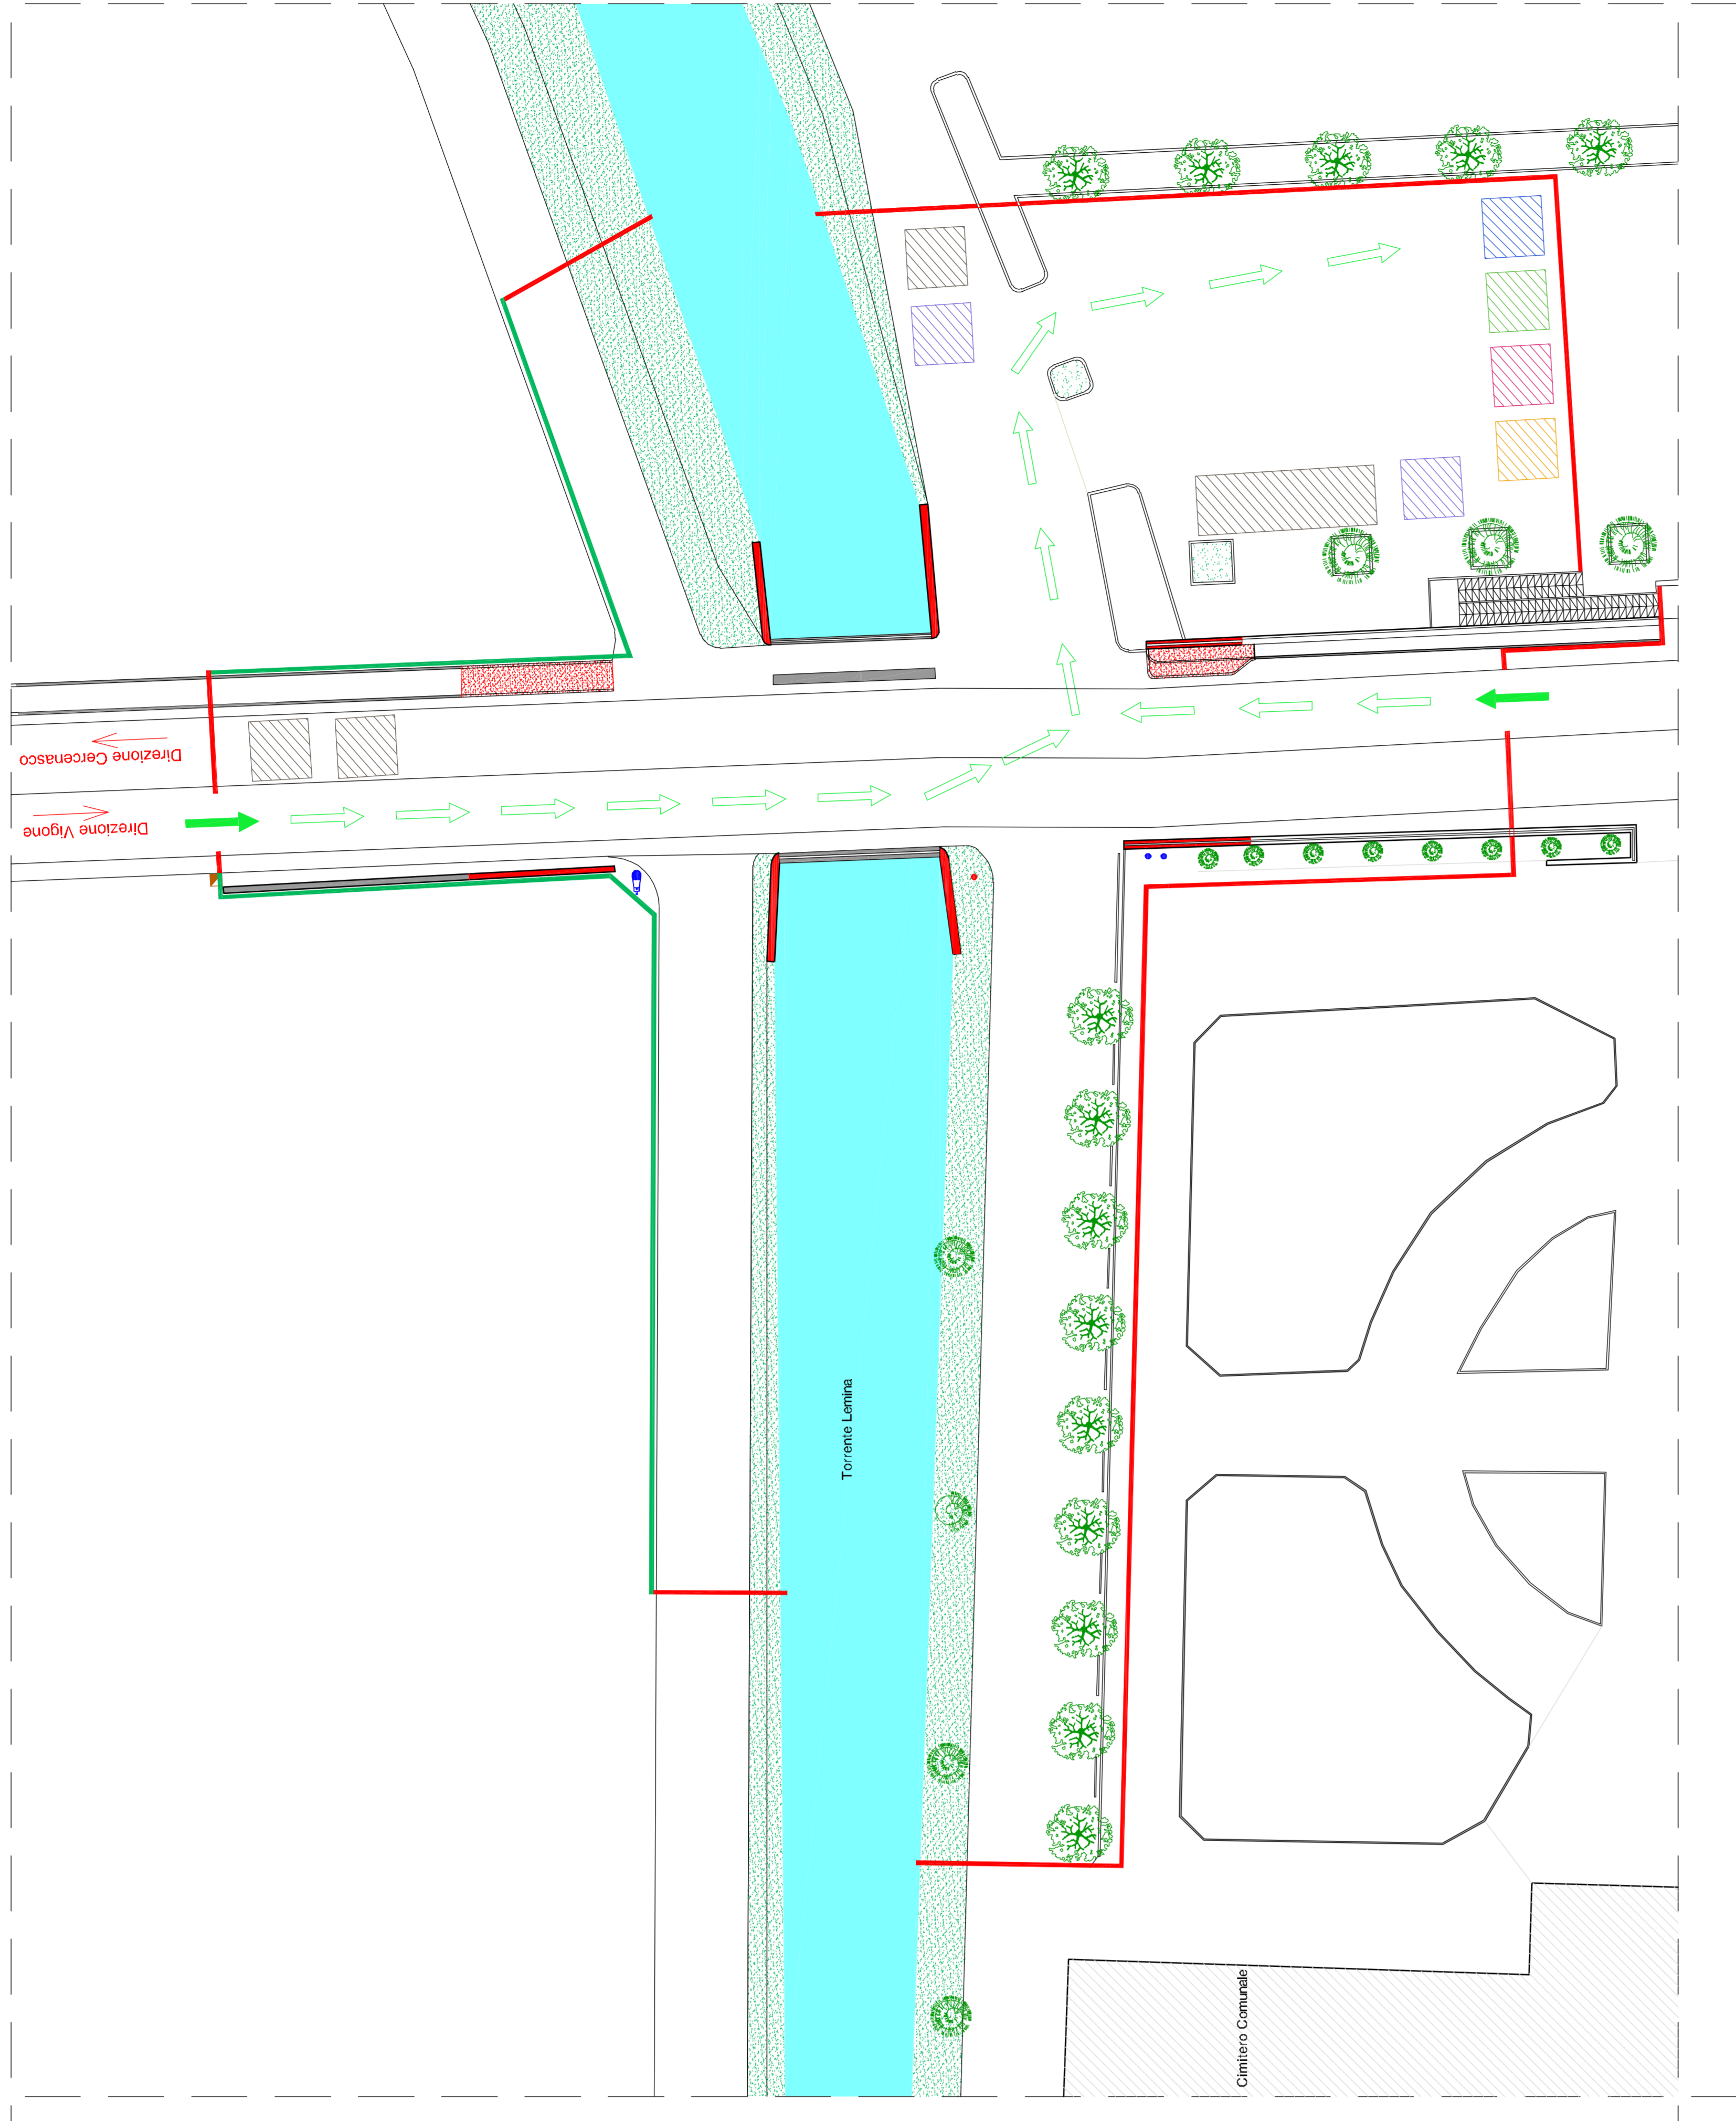 Direzione Cercenasco
Direzione Vigone
Torrente Lemina
Cimitero Comunale